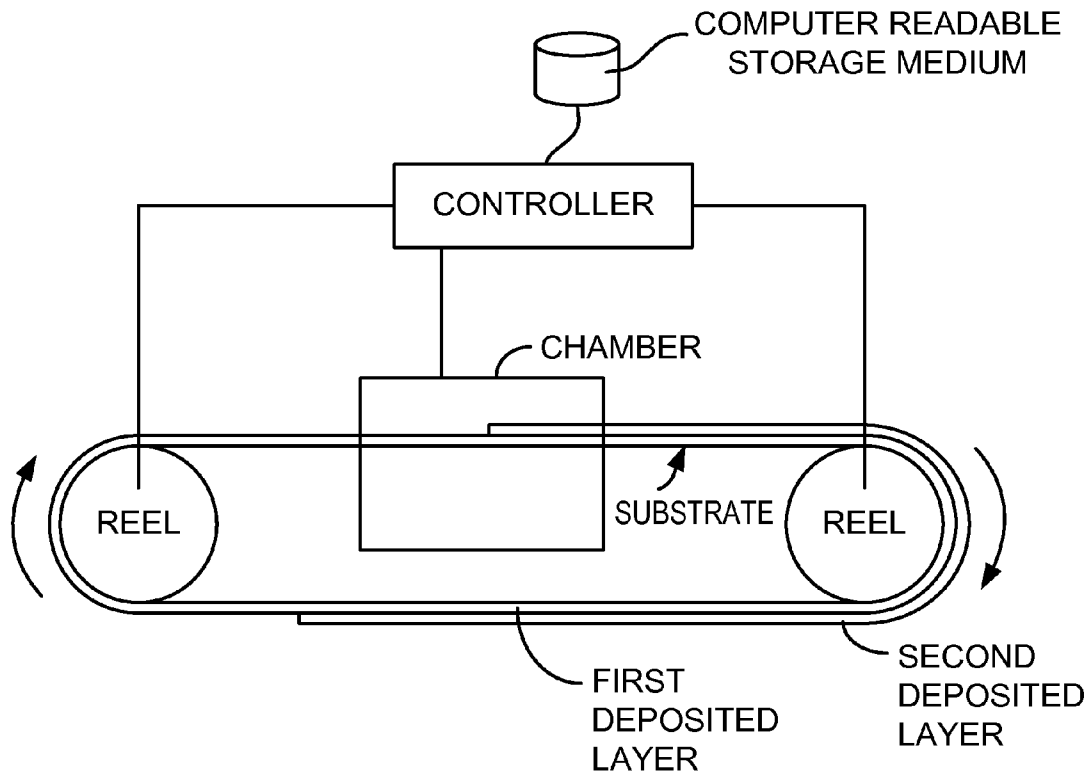 COMPUTER READABLE
STORAGE MEDIUM
CONTROLLER
CHAMBER
REEL
SUBSTRATE
REEL
FIRST
DEPOSITED
LAYER
SECOND
DEPOSITED
LAYER